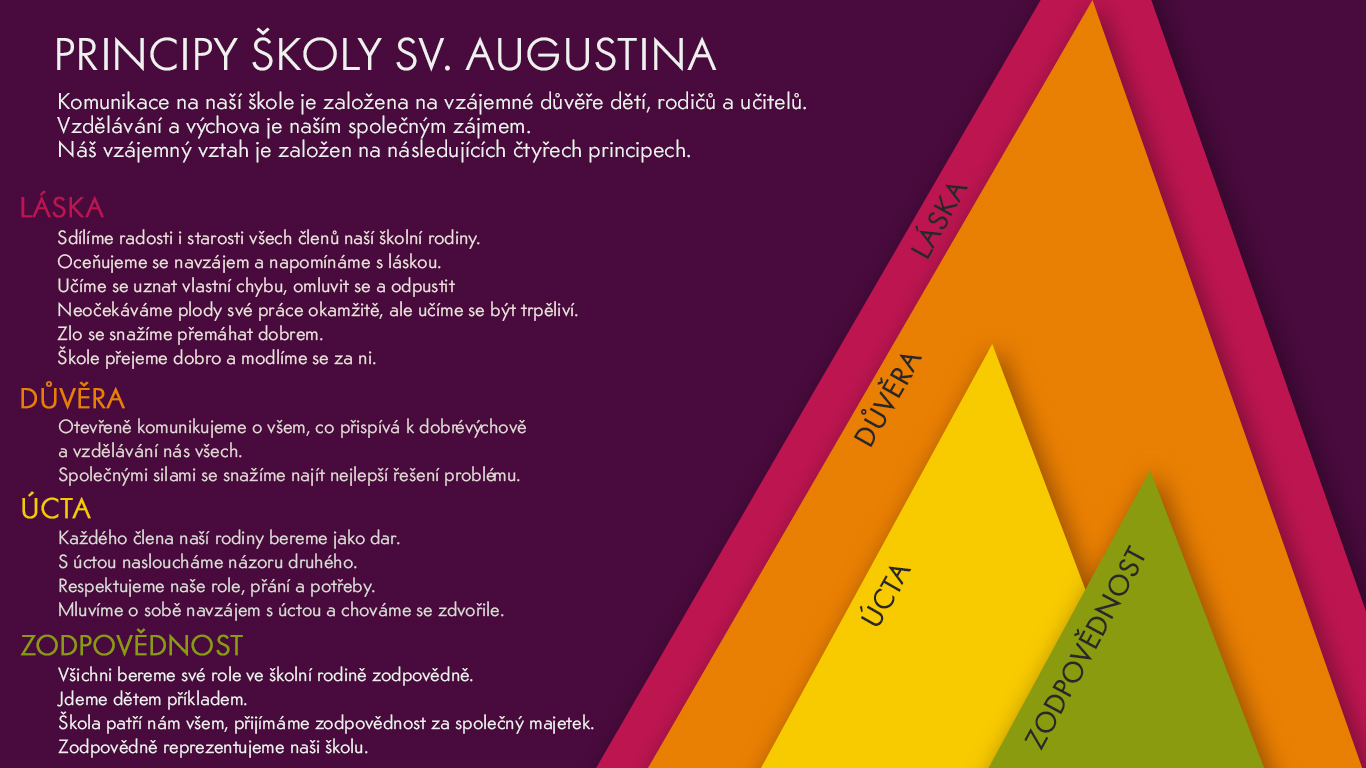 PRINCIPY ŠKOLY SV. AUGUSTINA
Komunikace na naší škole je založena na vzájemné důvěře dětí, rodičů a učitelů.
Vzdělávání a výchova je naším společným zájmem.
Náš vzájemný vztah je založen na následujících čtyřech principech.
LÁSKA
Sdílíme radosti i starosti všech členů naší školní rodiny.
Oceňujeme se navzájem a napomínáme s láskou.
Učíme se uznat vlastní chybu, omluvit se a odpustit
Neočekáváme plody své práce okamžitě, ale učíme se být trpěliví.
Zlo se snažíme přemáhat dobrem.
Škole přejeme dobro a modlíme se za ni.
DŮVĚRA
Otevřeně komunikujeme o všem, co přispívá k dobrévýchově
a vzdělávání nás všech.
Společnými silami se snažíme najít nejlepší řešení problému.
ÚCTA
Každého člena naší rodiny bereme jako dar.
S úctou nasloucháme názoru druhého.
Respektujeme naše role, přání a potřeby.
Mluvíme o sobě navzájem s úctou a chováme se zdvořile.
ZODPOVĚDNOST
Všichni bereme své role ve školní rodině zodpovědně.
Jdeme dětem příkladem.
Škola patří nám všem, přijímáme zodpovědnost za společný majetek.
Zodpovědně reprezentujeme naši školu.
LÁSKA
DŮVĚRA
ÚCTA
ZODPOVĚDNOST